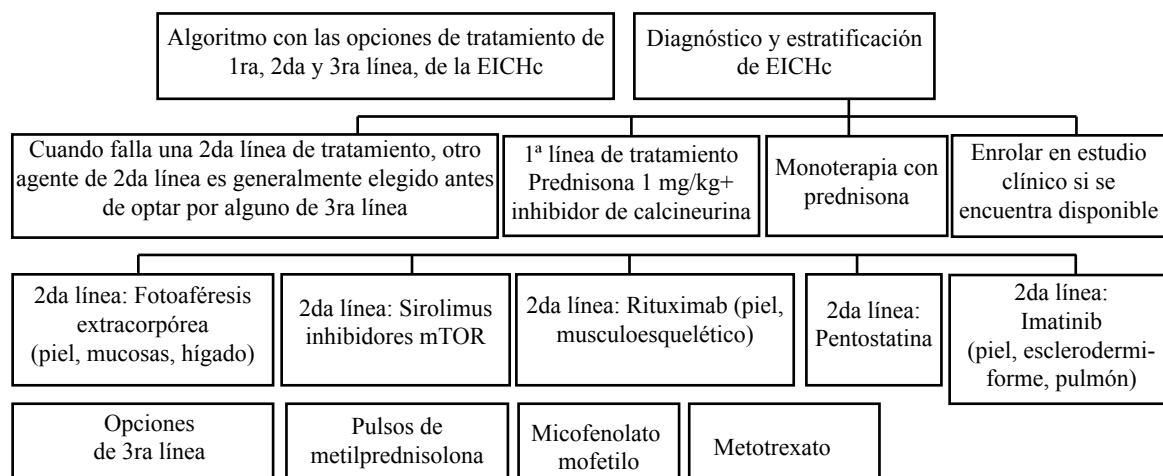 Algoritmo con las opciones de tratamiento de
1ra, 2da y 3ra línea, de la EICHc
Diagnóstico y estratificación
de EICHc
Cuando falla una 2da línea de tratamiento, otro
agente de 2da línea es generalmente elegido antes
de optar por alguno de 3ra línea
1ª línea de tratamiento
Prednisona 1 mg/kg+
inhibidor de calcineurina
Monoterapia con
prednisona
Enrolar en estudio
clínico si se
encuentra disponible
2da línea: Fotoaféresis
extracorpórea
(piel, mucosas, hígado)
2da línea: Sirolimus
inhibidores mTOR
2da línea: Rituximab (piel,
musculoesquelético)
2da línea:
Pentostatina
2da línea:
Imatinib
(piel, esclerodermi-
forme, pulmón)
Opciones
de 3ra línea
Pulsos de
metilprednisolona
Micofenolato
mofetilo
Metotrexato